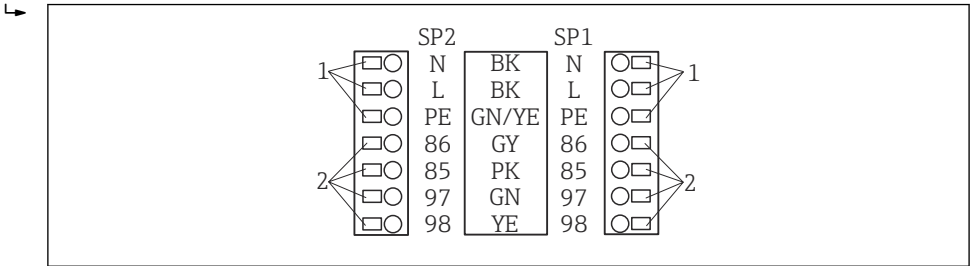 SP2 SP1
N BK N
1 1
L BK L
PE GN/YE PE
86 GY 86
85 PK 85
2 2
97 GN 97
98 YE 98